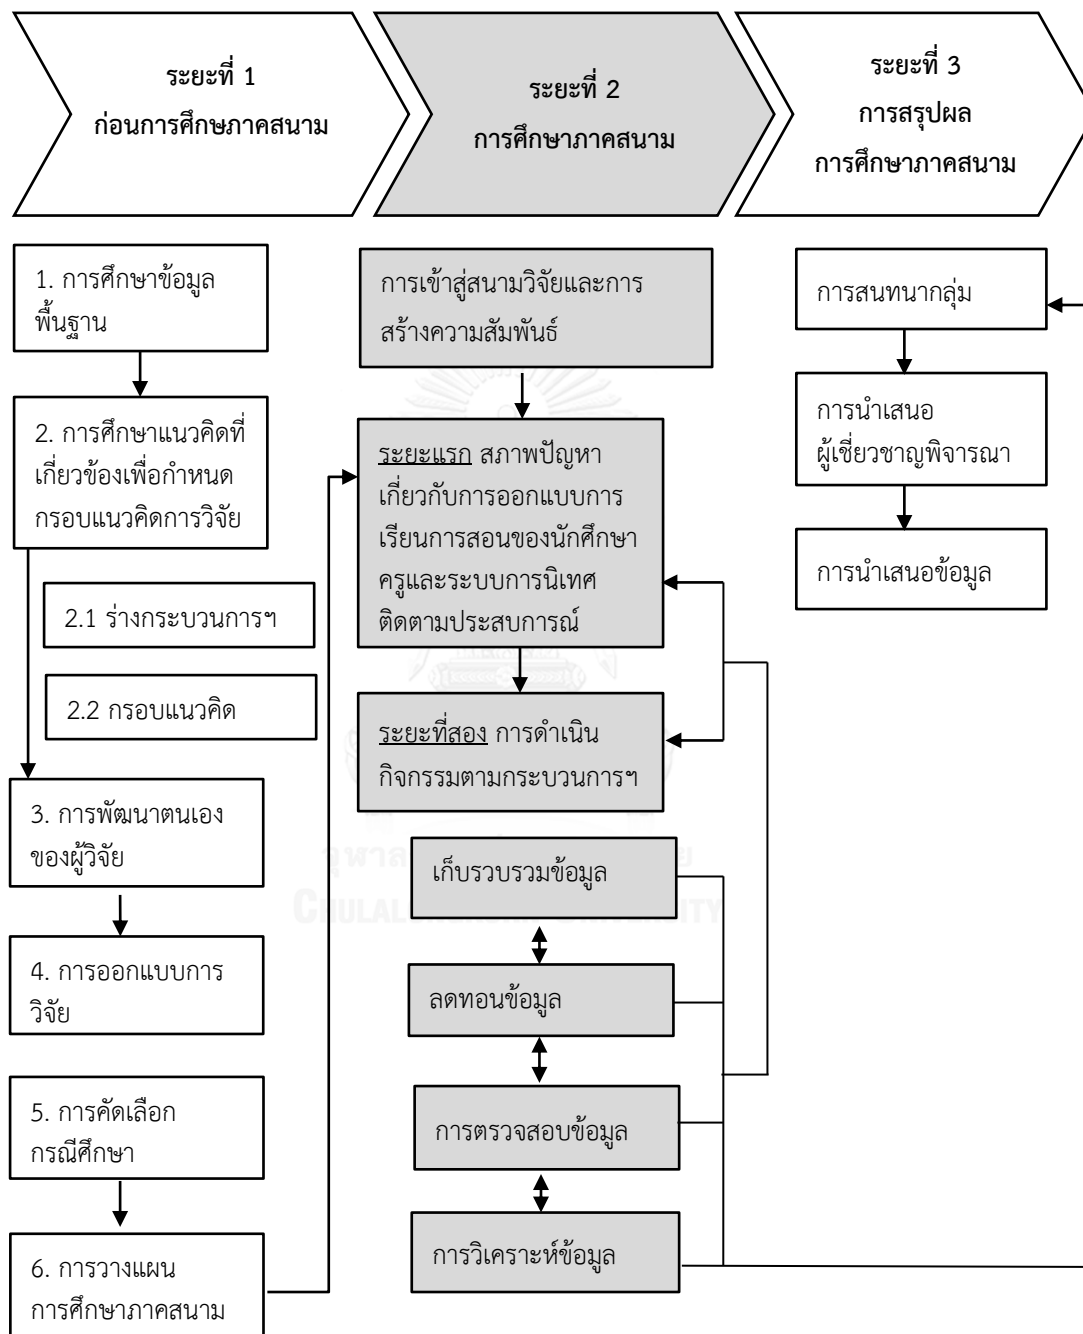 ระยะที่ 1
ก่อนการศึกษภาคสนาม
ระยะที่ 2
การศึกษาภาคสนาม
ระยะที่ 3
การสรุปผล
การศึกษาภาคสนาม
1. การศึกษาข้อมูล
พื้นฐาน
2. การศึกษาแนวคิดที่
เกี่ยวข้องเพื่อกำหนด
กรอบแนวคิดการวิจัย
2.1 ร่างกระบวนการฯ
2.2 กรอบแนวคิด
3. การพัฒนาตนเอง
ของผู้วิจัย
4. การออกแบบการ
วิจัย
5. การคัดเลือก
กรณีศึกษา
6. การวางแผน
การศึกษาภาคสนาม
การเข้าสู่สนามวิจัยและการ
สร้างความสัมพันธ์
ระยะแรก สภาพปัญหา
เกี่ยวกับการออกแบบการ
เรียนการสอนของนักศึกษา
ครูและระบบการนิเทศ
ติดตามประสบการณ์
ระยะที่สอง การดำเนิน
กิจกรรมตามกระบวนการฯ
เก็บรวบรวมข้อมูล
ลดทอนข้อมูล
การตรวจสอบข้อมูล
การวิเคราะห์ข้อมูล
การสนทนากลุ่ม
การนำเสนอ
ผู้เชี่ยวชาญพิจารณา
การนำเสนอข้อมูล